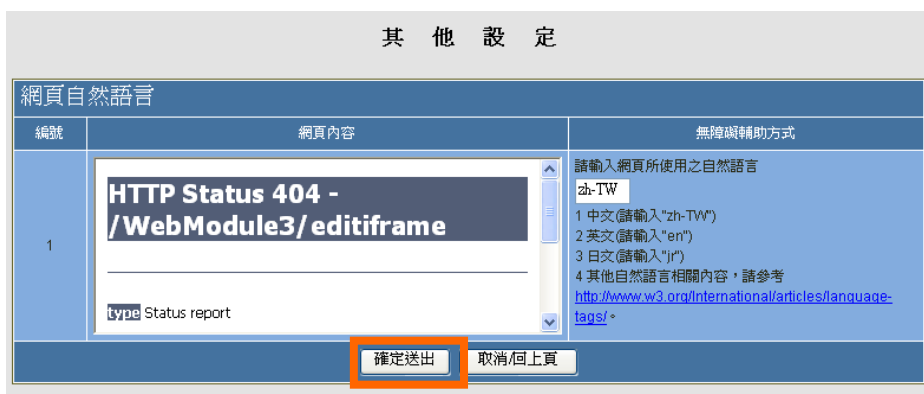 其他設定
網頁自然語言
編號 網頁內容 無障礙輔助方式
1
HTTP Status 404 -
/WebModule3/editiframe
type Status report
請輸入網頁所使用之自然語言
zh-TW
1 中文(請輸入"zh-TW")
2 英文(請輸入"en")
3 日文(請輸入"jr")
4 其他自然語言相關內容，請參考
http://www.w3.org/International/articles/language-
tags/。
確定送出 取消/回上頁